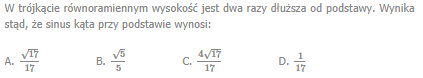 W trójkącie równoramiennym wysokość jest dwa razy dłuższa od podstawy. Wynika
stąd, że sinus kąta przy podstawie wynosi:
A. √17/17 B. √5/5 C. 4√17/17 D. 1/17